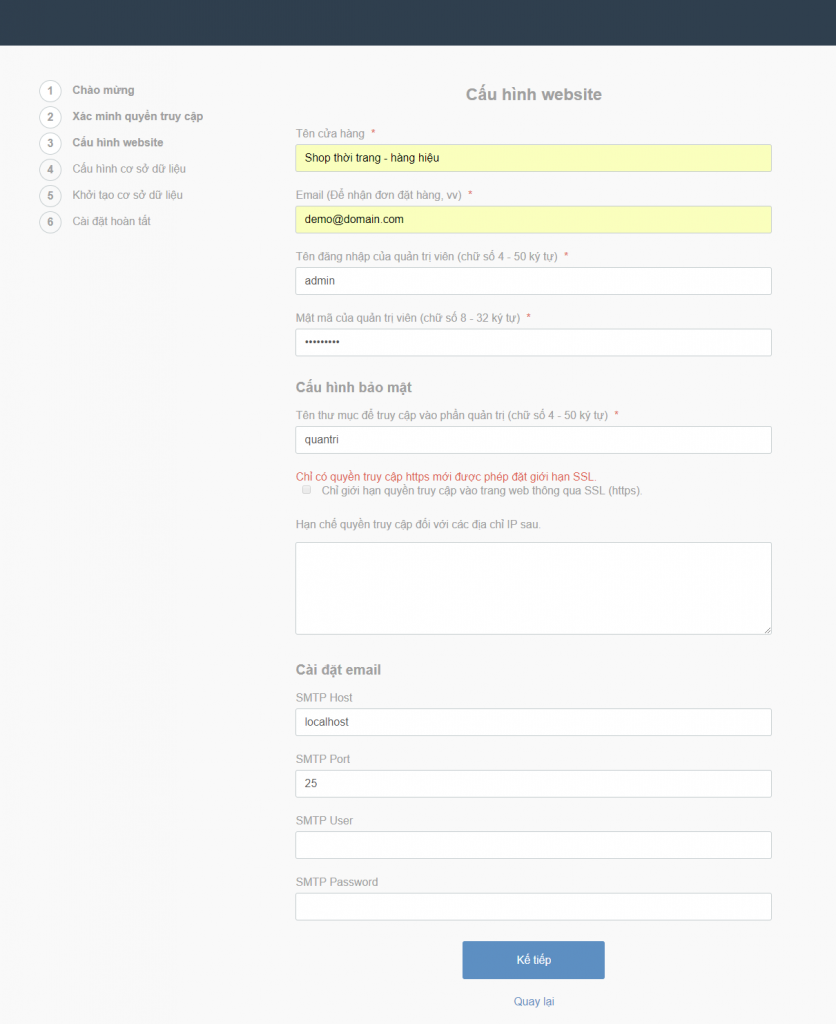 1 Chào mừng
2 Xác minh quyền truy cập
3 Cấu hình website
4 Cấu hình cơ sở dữ liệu
5 Khởi tạo cơ sở dữ liệu
6 Cài đặt hoàn tất
Cấu hình website
Tên cửa hàng *
Shop thời trang - hàng hiệu
Email (Để nhận đơn đặt hàng, vv) *
demo@domain.com
Tên đăng nhập của quản trị viên (chữ số 4 - 50 ký tự) *
admin
Mật mã của quản trị viên (chữ số 8 - 32 ký tự) *
•••••••••
Cấu hình bảo mật
Tên thư mục để truy cập vào phần quản trị (chữ số 4 - 50 ký tự) *
quantri
Chỉ có quyền truy cập https mới được phép đặt giới hạn SSL.
Chỉ giới hạn quyền truy cập vào trang web thông qua SSL (https).
Hạn chế quyền truy cập đối với các địa chỉ IP sau.
Cài đặt email
SMTP Host
localhost
SMTP Port
25
SMTP User
SMTP Password
Kế tiếp
Quay lại